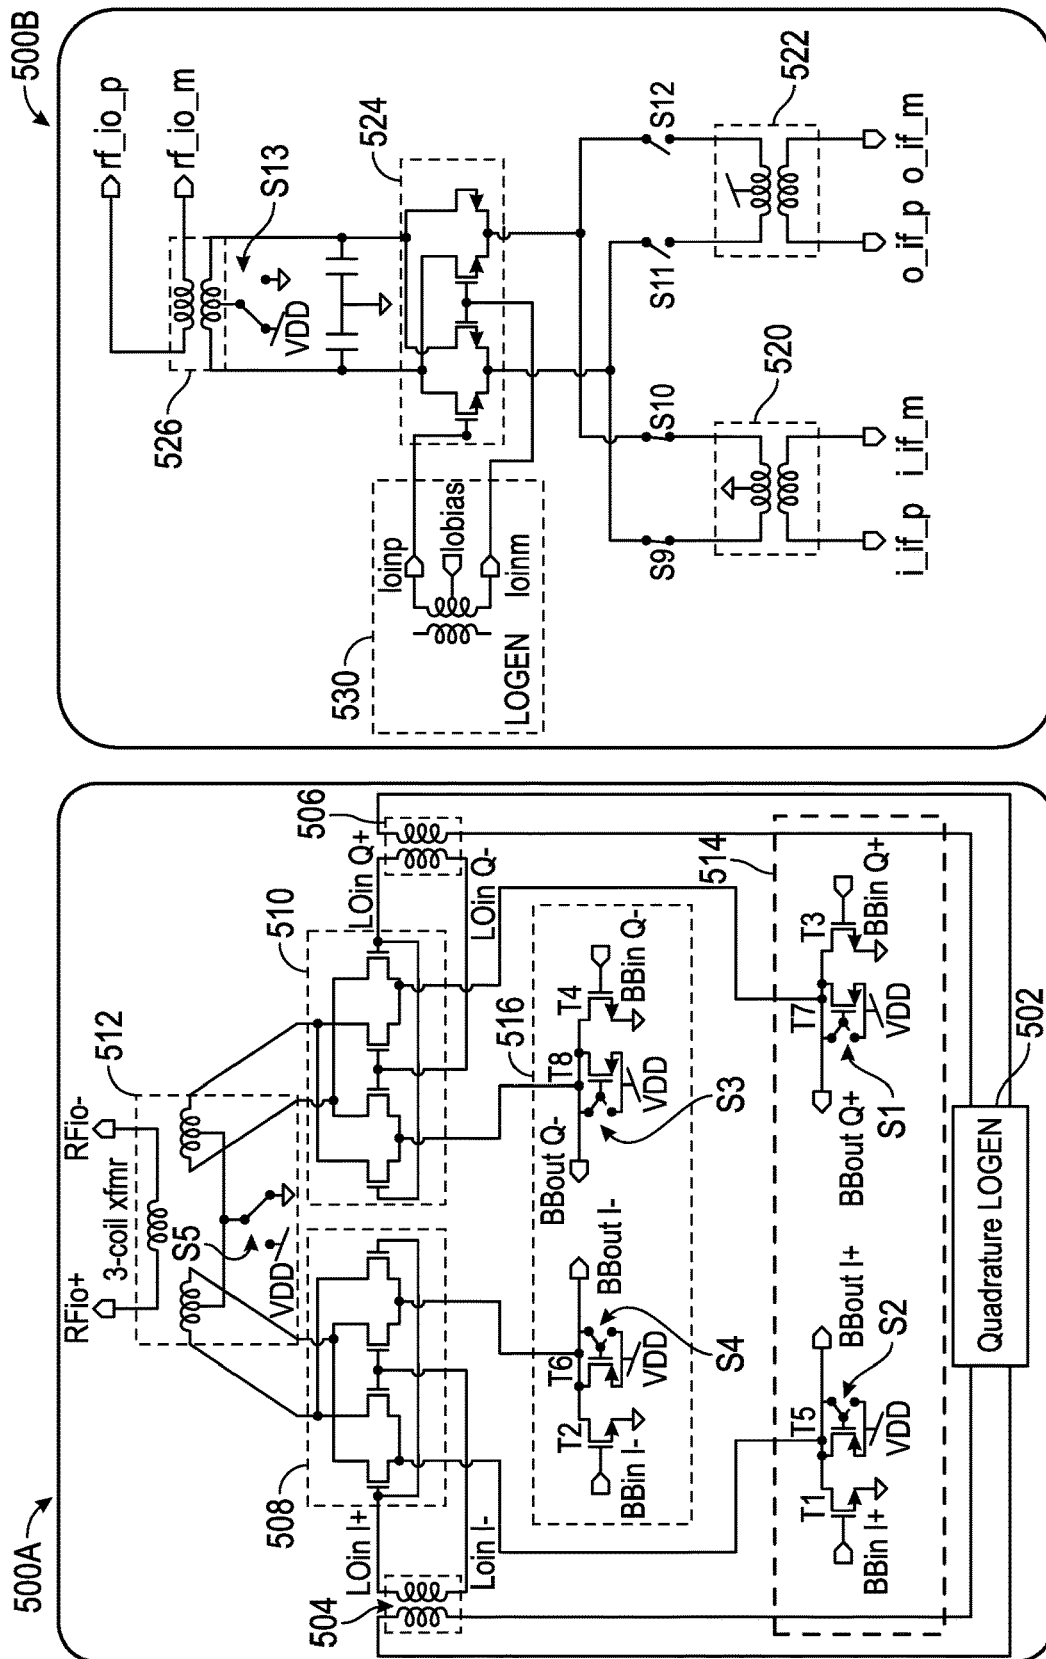 500A
RFio+
RFio-
3-coil xfmr
512
S5
VDD
508
510
LOin I+
Loin I-
504
LOin Q+
LOin Q-
506
BBout I-
BBout Q-
516
T2
T6
T8
T4
BBin I-
VDD
S4
VDD
S3
BBin Q-
514
BBout I+
BBout Q+
T1
T5
T7
T3
BBin I+
VDD
S2
S1
VDD
BBin Q+
Quadrature LOGEN
502
500B
rf_io_p
rf_io_m
526
S13
VDD
524
530
loinp
lobias
loinm
LOGEN
S9
S10
S11
S12
520
522
i_if_p
i_if_m
o_if_p
o_if_m